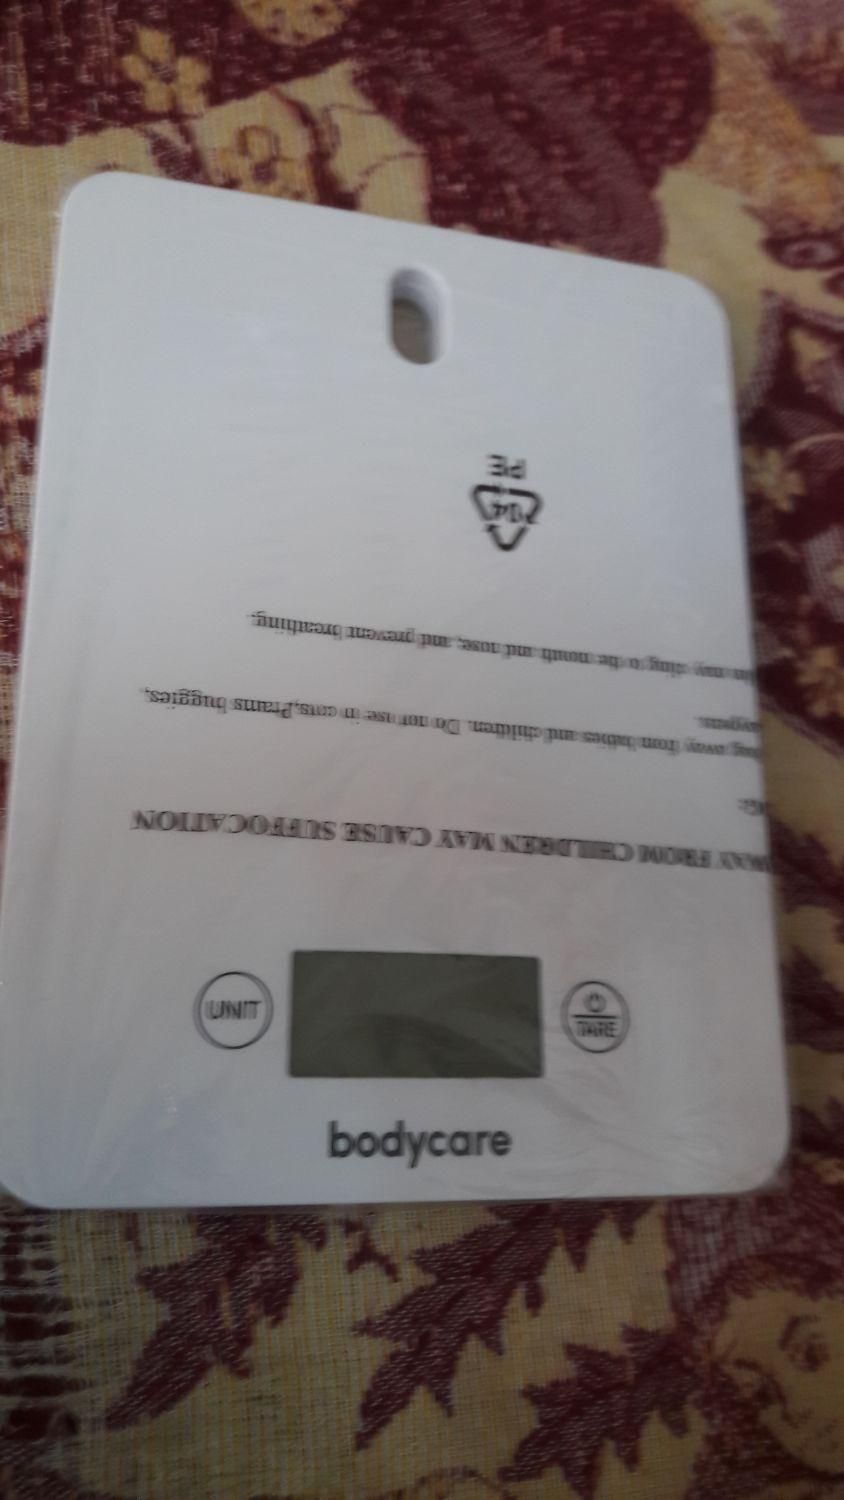 PE
04
WAY FROM CHILDREN MAY CAUSE SUFFOCATION
away from babies and children. Do not use in cots,Prams buggies,
may cling to the mouth and nose, and prevent breathing.
UNIT
TARE
bodycare